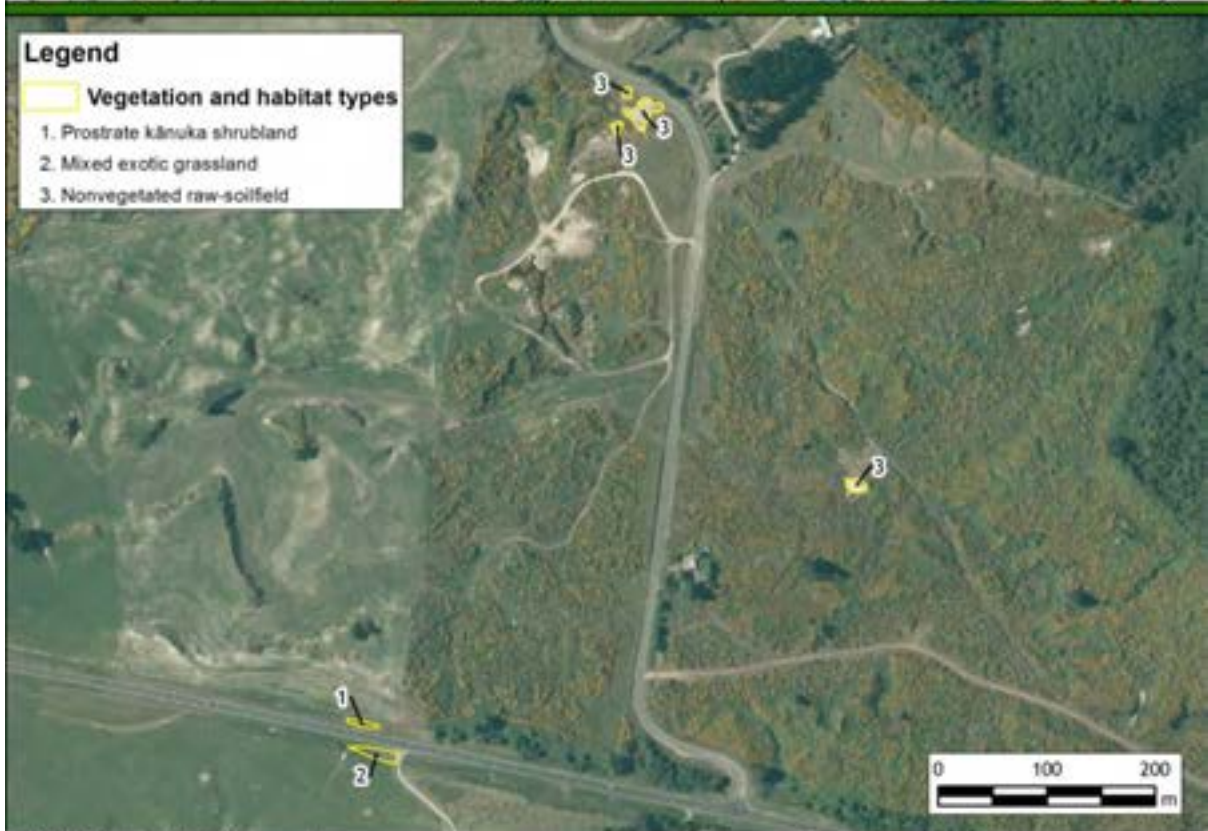 Legend
Vegetation and habitat types
1. Prostrate kānuka shrubland
2. Mixed exotic grassland
3. Nonvegetated raw-soilfield
3
3
3
3
1
2
0 100 200
m